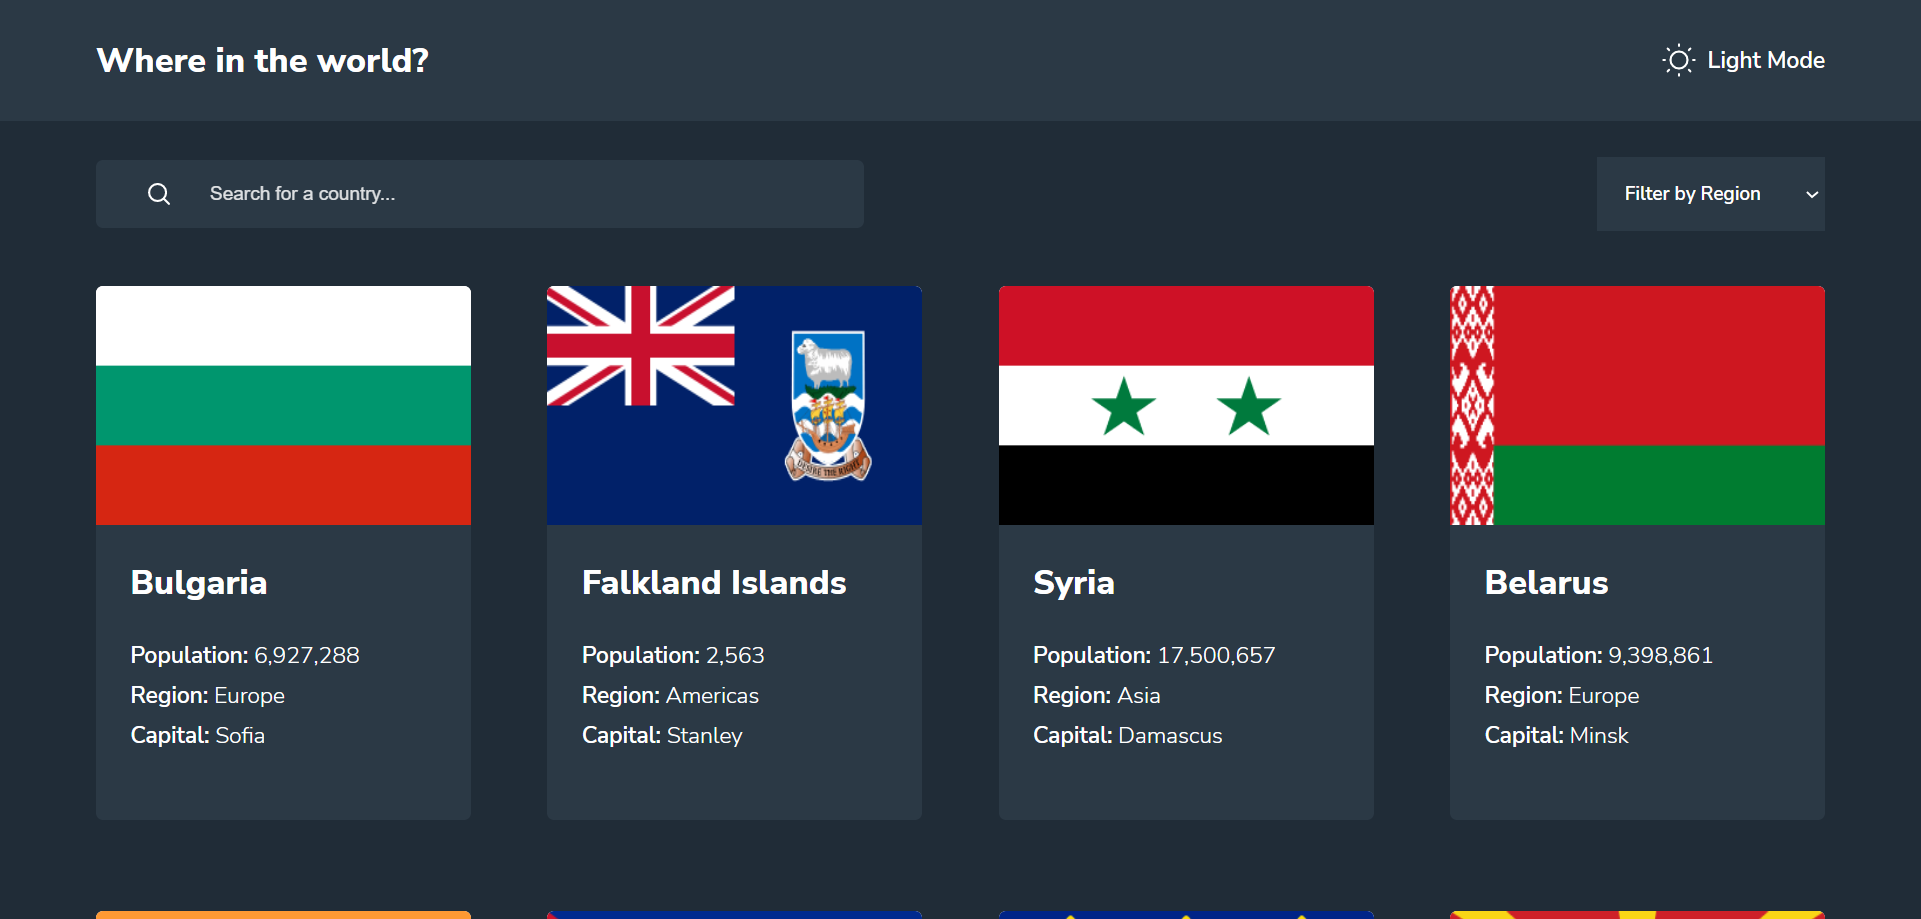 Where in the world?
Light Mode
Search for a country...
Filter by Region
Bulgaria
Population: 6,927,288
Region: Europe
Capital: Sofia
DESIRE THE RIGHT
Falkland Islands
Population: 2,563
Region: Americas
Capital: Stanley
Syria
Population: 17,500,657
Region: Asia
Capital: Damascus
Belarus
Population: 9,398,861
Region: Europe
Capital: Minsk